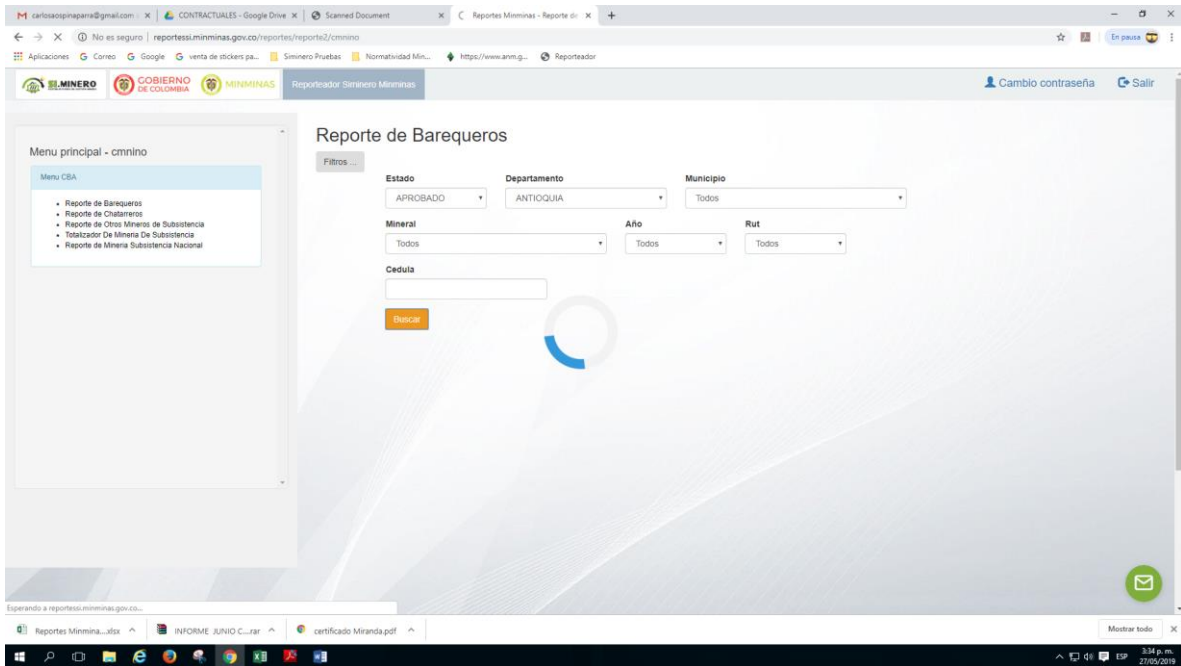 carlosaospinaparra@gmail.com
CONTRACTUALES - Google Drive
Scanned Document
Reportes Minminas - Reporte de
No es seguro | reportessi.minminas.gov.co/reportes/reporte2/cmnino
En pausa
Aplicaciones
Correo
Google
venta de stickers pa...
Siminero Pruebas
Normatividad Min...
https://www.anm.g...
Reporteador
SI.MINERO
GOBIERNO
DE COLOMBIA
MINMINAS
Reporteador Siminero Minminas
Cambio contraseña
Salir
Menu principal - cmnino
Menu CBA
Reporte de Barequeros
Reporte de Chatarreros
Reporte de Otros Mineros de Subsistencia
Totalizador De Mineria De Subsistencia
Reporte de Mineria Subsistencia Nacional
Reporte de Barequeros
Filtros ...
Estado
Departamento
Municipio
APROBADO
ANTIOQUIA
Todos
Mineral
Año
Rut
Todos
Todos
Todos
Cedula
Buscar
Esperando a reportessi.minminas.gov.co...
Reportes Minmina....xlsx
INFORME JUNIO C....rar
certificado Miranda.pdf
Mostrar todo
ESP
3:34 p. m.
27/05/2019